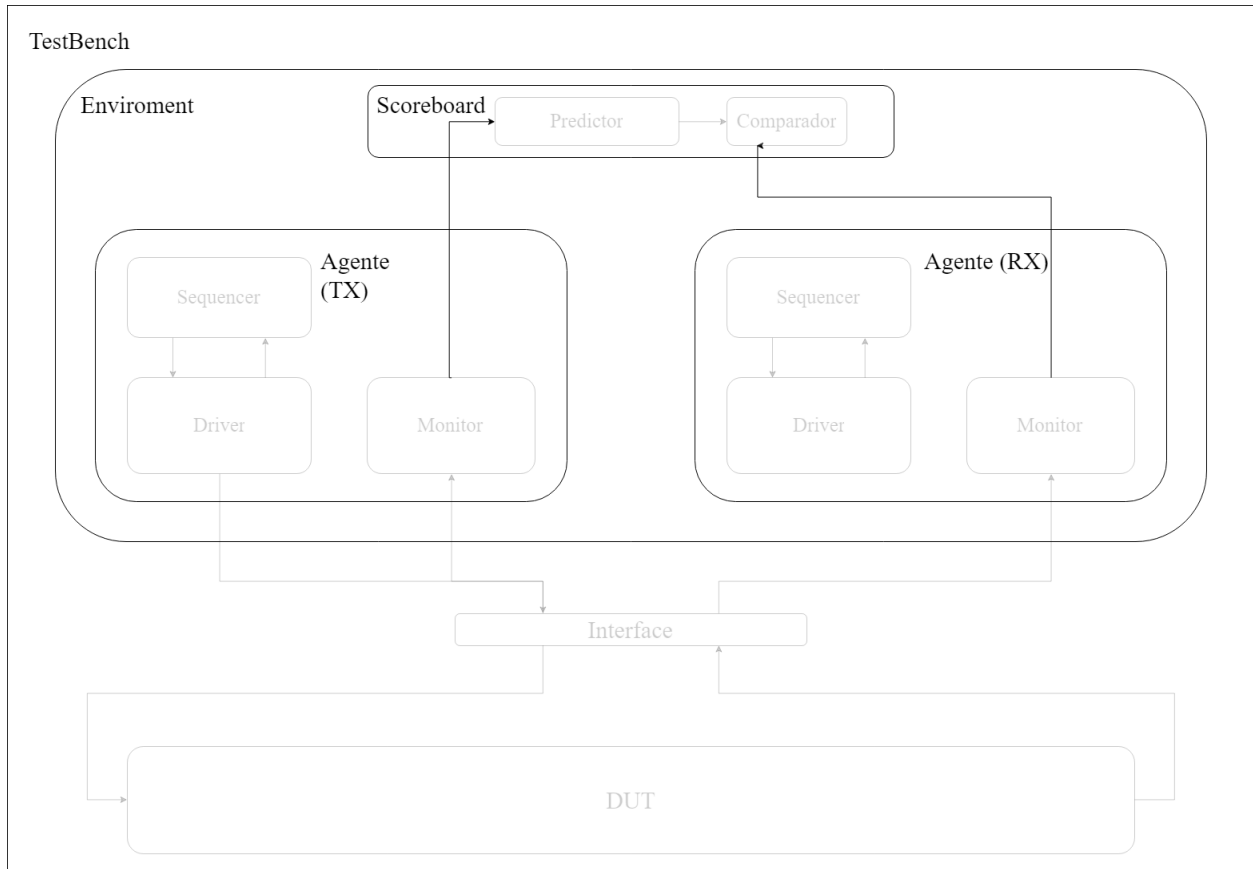 TestBench
Enviroment
Scoreboard
Predictor
Comparador
Agente
(TX)
Sequencer
Driver
Monitor
Agente (RX)
Sequencer
Driver
Monitor
Interface
DUT